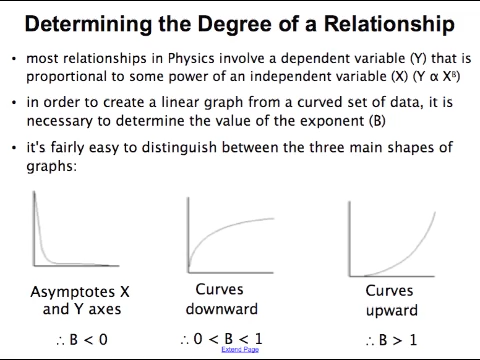 Determining the Degree of a Relationship
• most relationships in Physics involve a dependent variable (Y) that is
proportional to some power of an independent variable (X) (Y α Xᴮ)
• in order to create a linear graph from a curved set of data, it is
necessary to determine the value of the exponent (B)
• it's fairly easy to distinguish between the three main shapes of
graphs:
Asymptotes X
and Y axes
∴ B < 0
Curves
downward
∴ 0 < B < 1
Curves
upward
∴ B > 1
Extend Page